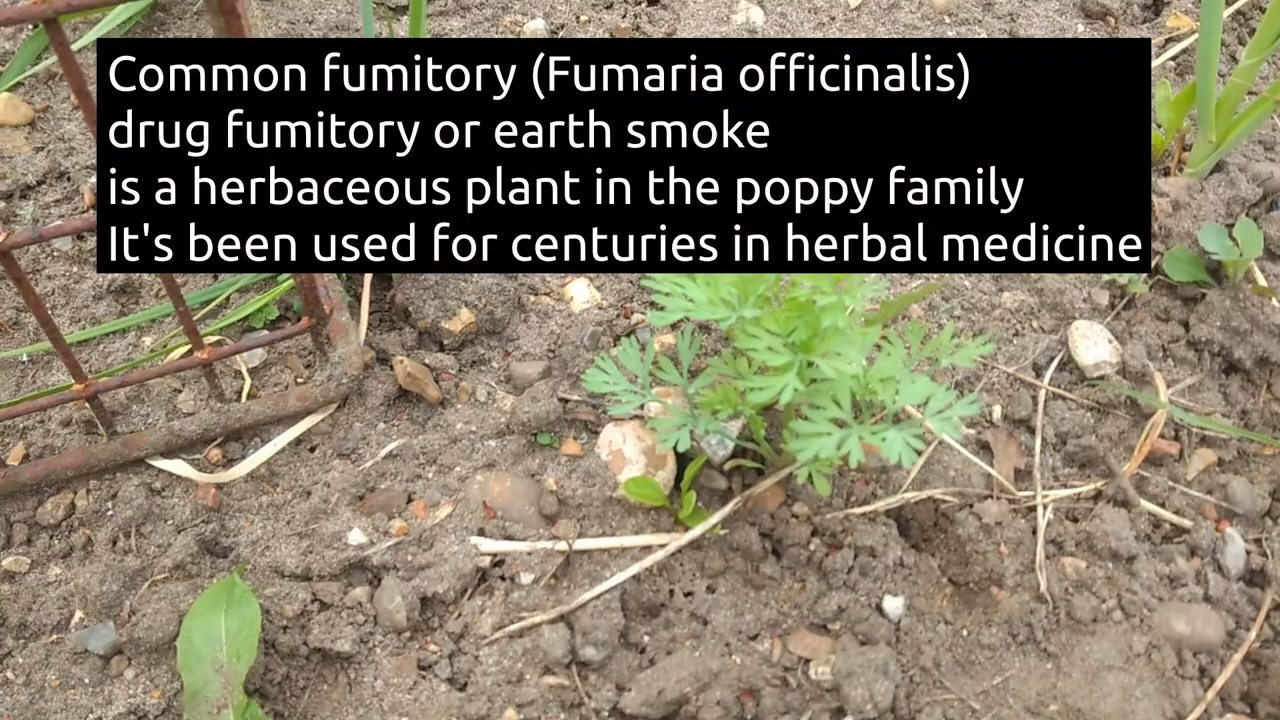 Common fumitory (Fumaria officinalis)
drug fumitory or earth smoke
is a herbaceous plant in the poppy family
It's been used for centuries in herbal medicine